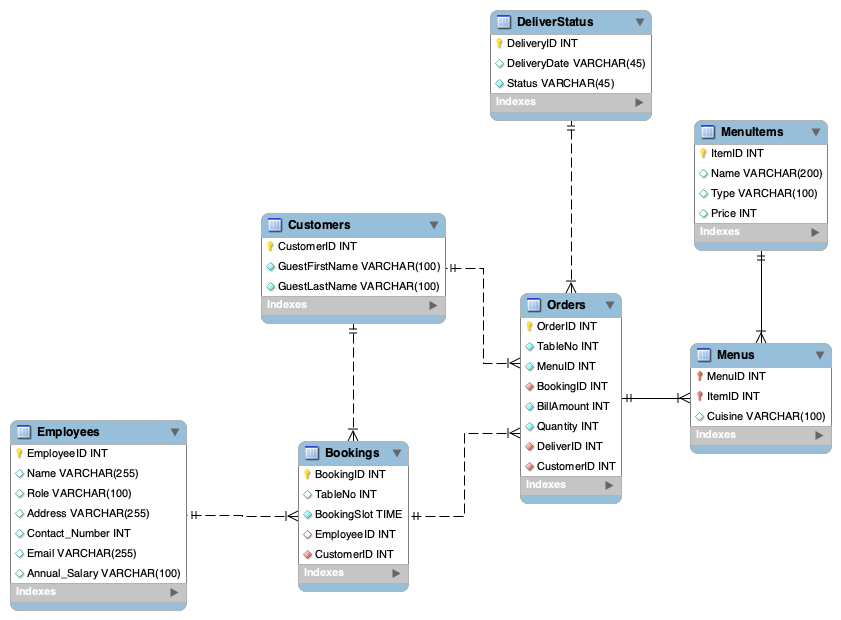 DeliverStatus
DeliveryID INT
DeliveryDate VARCHAR(45)
Status VARCHAR(45)
Indexes
MenuItems
ItemID INT
Name VARCHAR(200)
Type VARCHAR(100)
Price INT
Indexes
Customers
CustomerID INT
GuestFirstName VARCHAR(100)
GuestLastName VARCHAR(100)
Indexes
Orders
OrderID INT
TableNo INT
MenuID INT
BookingID INT
BillAmount INT
Quantity INT
DeliverID INT
CustomerID INT
Indexes
Menus
MenuID INT
ItemID INT
Cuisine VARCHAR(100)
Indexes
Employees
EmployeeID INT
Name VARCHAR(255)
Role VARCHAR(100)
Address VARCHAR(255)
Contact_Number INT
Email VARCHAR(255)
Annual_Salary VARCHAR(100)
Indexes
Bookings
BookingID INT
TableNo INT
BookingSlot TIME
EmployeeID INT
CustomerID INT
Indexes